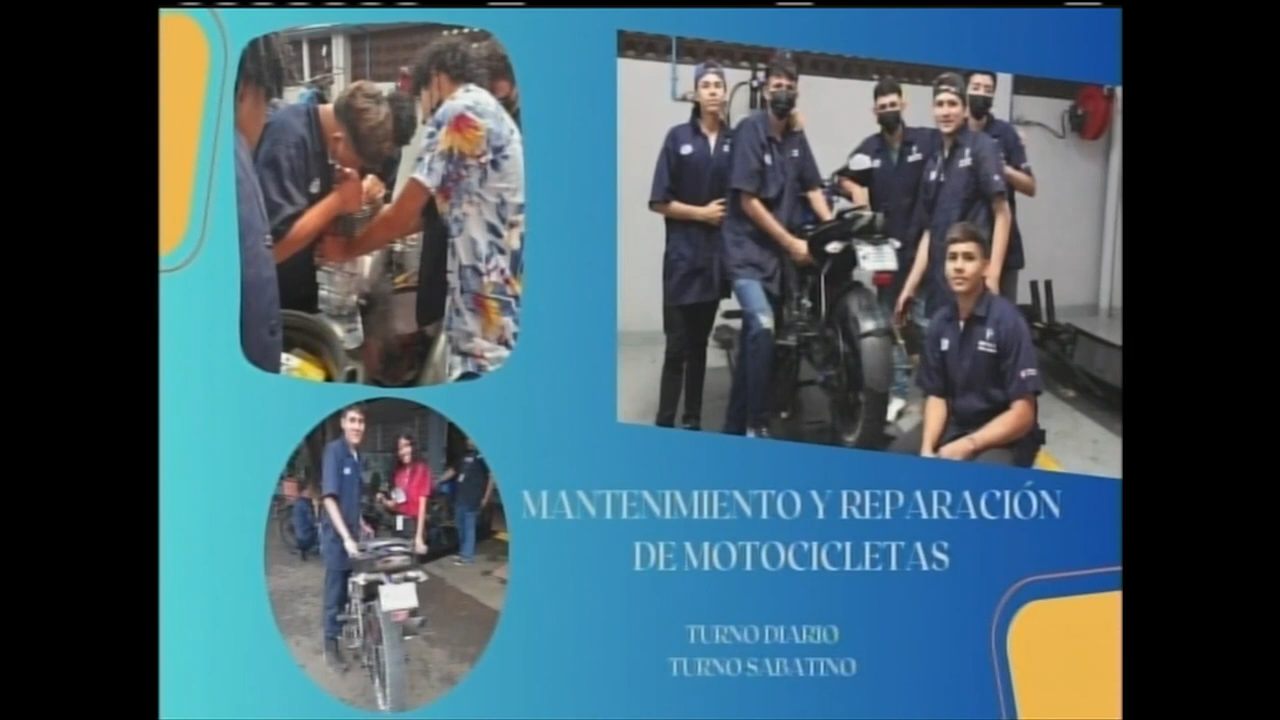 MANTENIMIENTO Y REPARACIÓN
DE MOTOCICLETAS
TURNO DIARIO
TURNO SABATINO